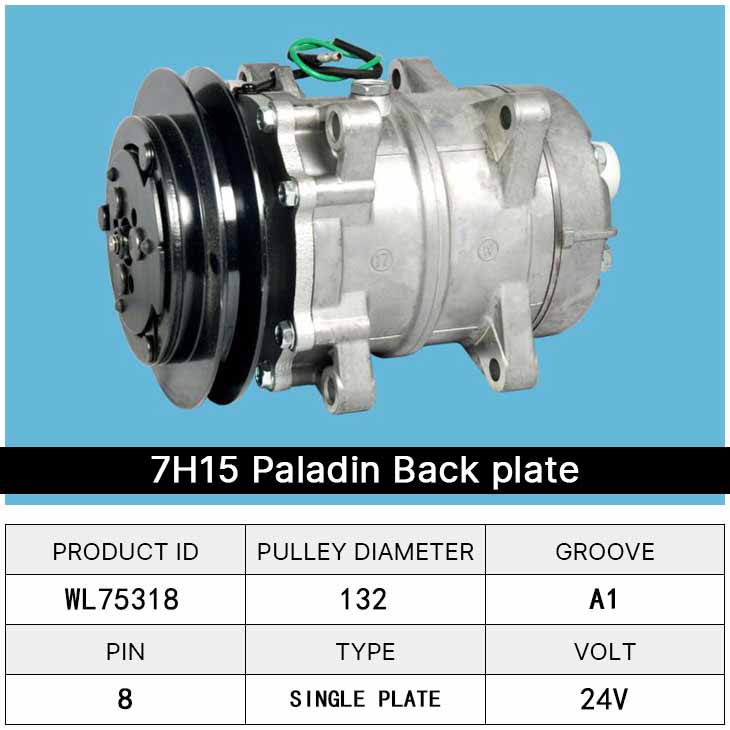 7H15 Paladin Back plate
PRODUCT ID PULLEY DIAMETER GROOVE
WL75318 132 A1
PIN TYPE VOLT
8 SINGLE PLATE 24V